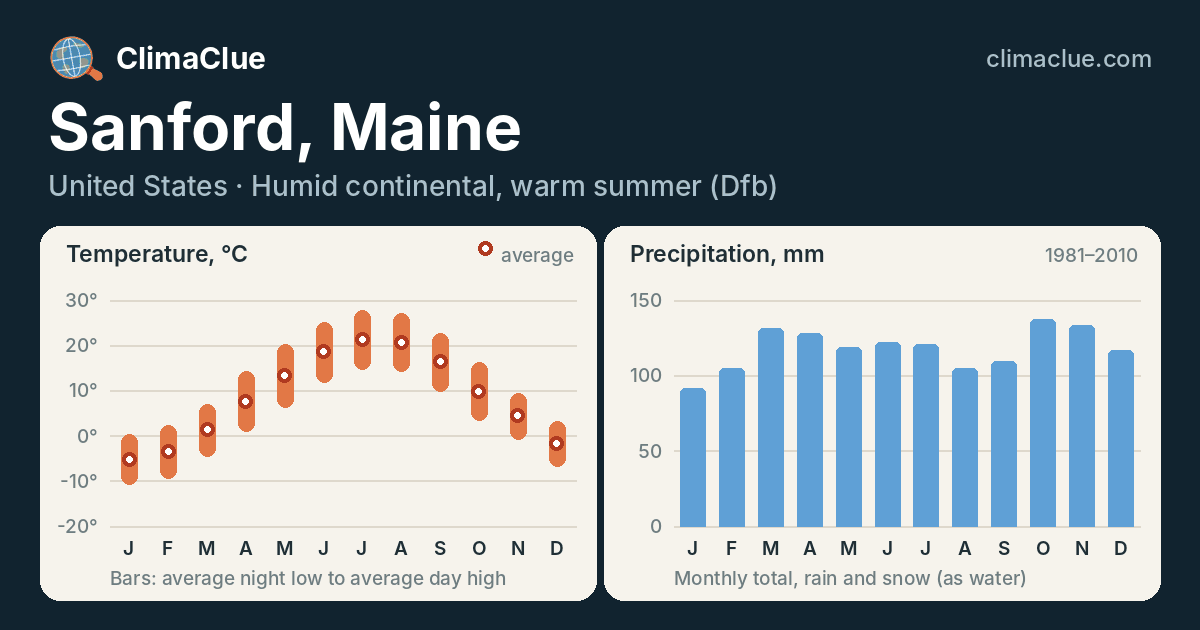 ClimaClue
climaclue.com
Sanford, Maine
United States · Humid continental, warm summer (Dfb)
Temperature, °C
average
30°
20°
10°
0°
-10°
-20°
J F M A M J J A S O N D
Bars: average night low to average day high
Precipitation, mm
1981–2010
150
100
50
0
J F M A M J J A S O N D
Monthly total, rain and snow (as water)